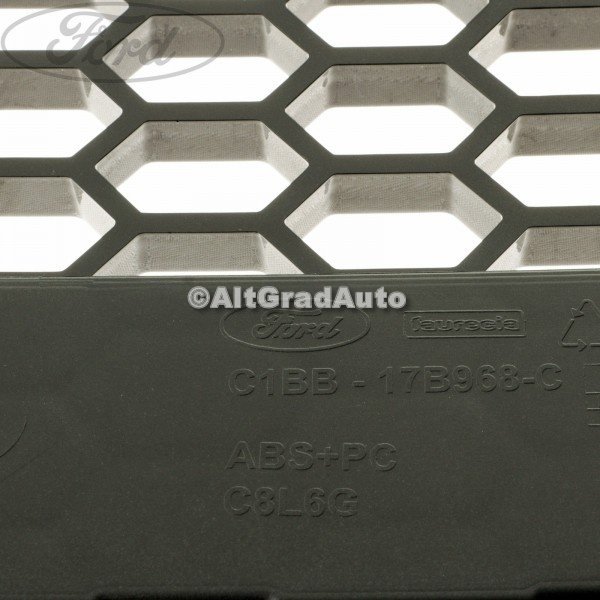 Ford
©AltGradAuto
Ford faurecia
C1BB - 17B968-C
ABS+PC
C8L6G